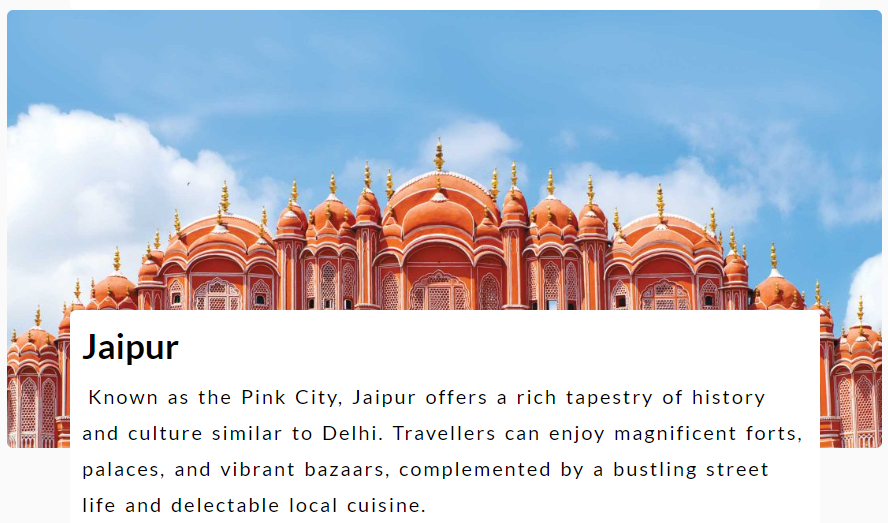 Jaipur
Known as the Pink City, Jaipur offers a rich tapestry of history
and culture similar to Delhi. Travellers can enjoy magnificent forts,
palaces, and vibrant bazaars, complemented by a bustling street
life and delectable local cuisine.